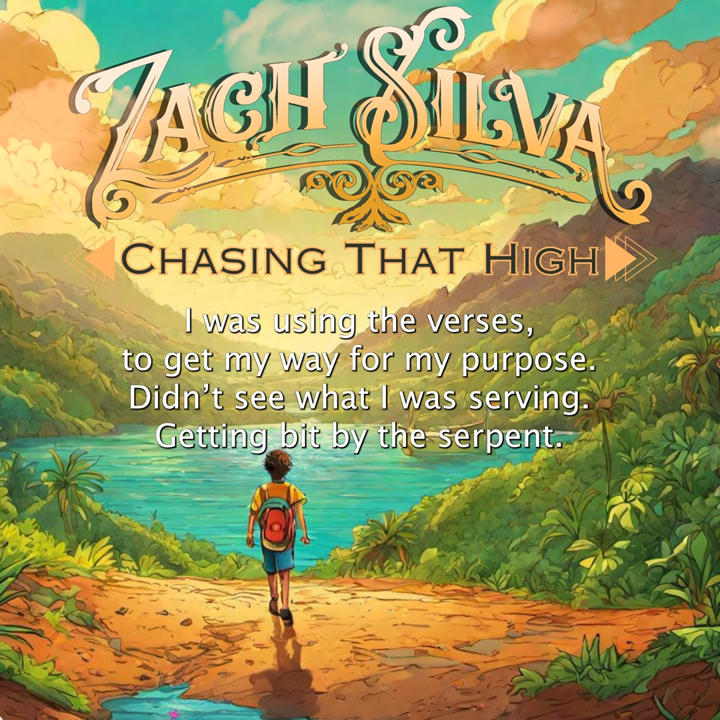 Zach Silva
Chasing That High
I was using the verses,
to get my way for my purpose.
Didn’t see what I was serving.
Getting bit by the serpent.